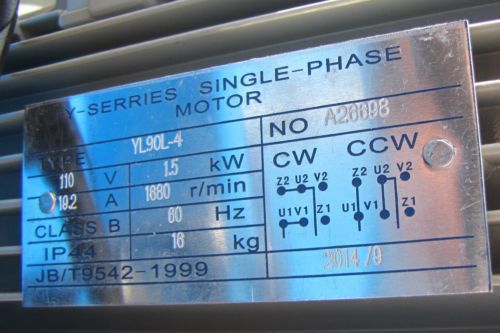 Y-SERRIES SINGLE-PHASE
MOTOR
TYPE YL90L-4
NO A26698
110 V 1.5 kW
19.2 A 1680 r/min
CLASS B 60 Hz
IP44 16 kg
JB/T9542-1999
CW CCW
Z2 U2 V2 Z2 U2 V2
U1 V1 Z1 U1 V1 Z1
2014/9